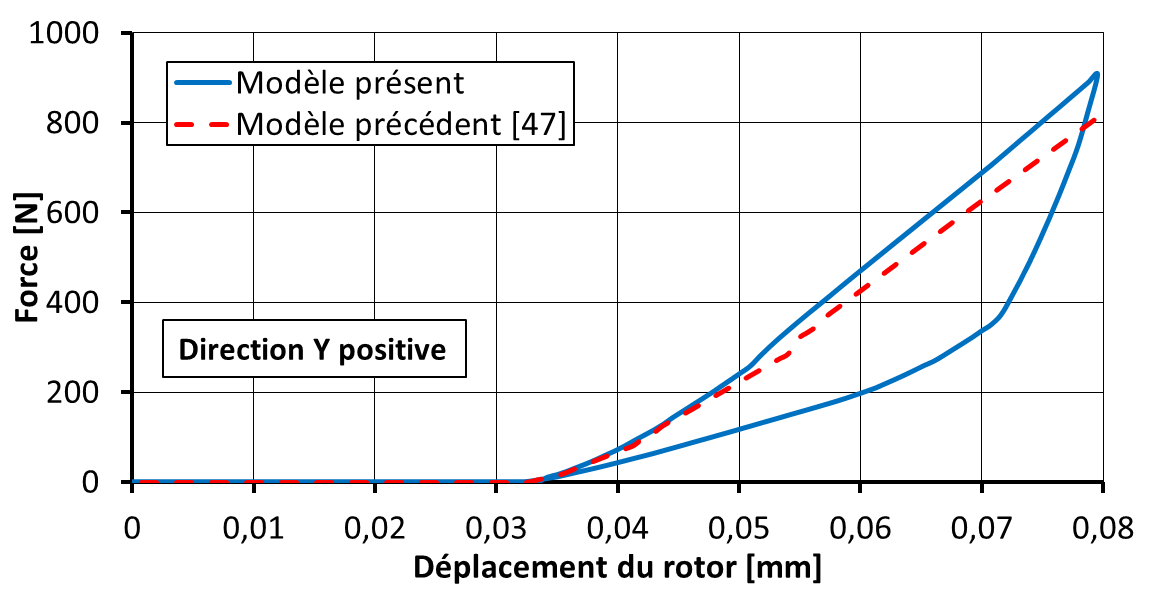 1000
800
600
400
200
0
Force [N]
Modèle présent
Modèle précédent [47]
Direction Y positive
0 0,01 0,02 0,03 0,04 0,05 0,06 0,07 0,08
Déplacement du rotor [mm]